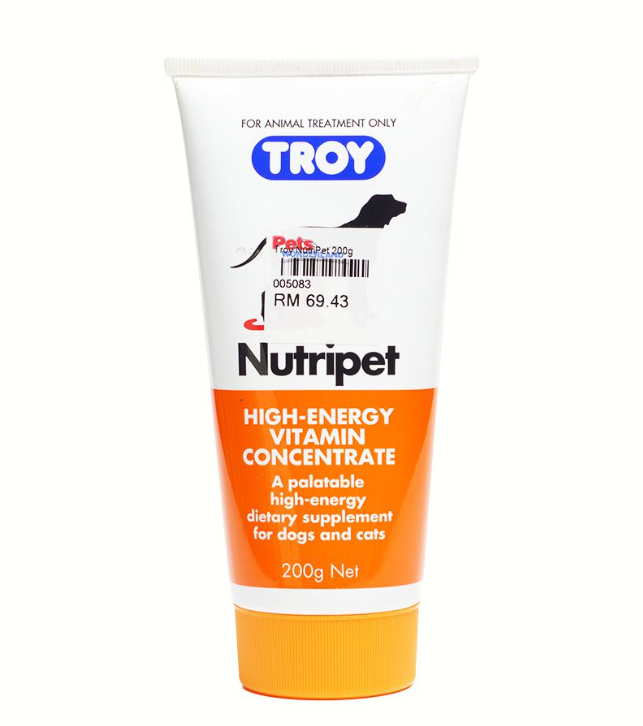 FOR ANIMAL TREATMENT ONLY
TROY
Pets
Troy NutriPet 200g
WONDERLAND
005083
RM 69.43
Nutripet
HIGH-ENERGY
VITAMIN
CONCENTRATE
A palatable
high-energy
dietary supplement
for dogs and cats
200g Net